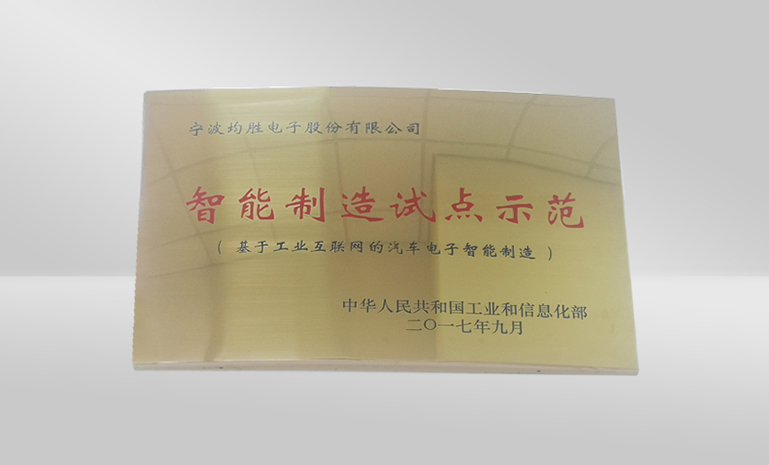 宁波均胜电子股份有限公司
智能制造试点示范
（基于工业互联网的汽车电子智能制造）
中华人民共和国工业和信息化部
二〇一七年九月